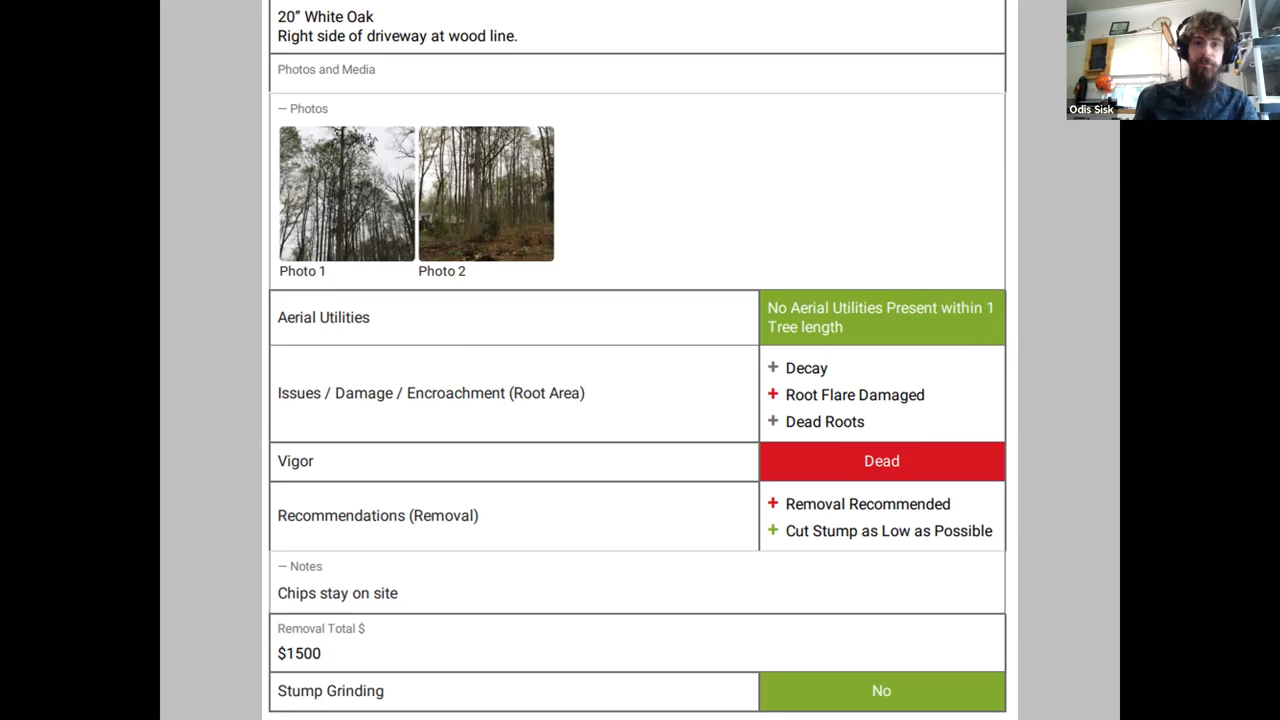 20” White Oak
Right side of driveway at wood line.
Photos and Media
– Photos
Photo 1
Photo 2
Aerial Utilities
No Aerial Utilities Present within 1
Tree length
Issues / Damage / Encroachment (Root Area)
+ Decay
+ Root Flare Damaged
+ Dead Roots
Vigor
Dead
Recommendations (Removal)
+ Removal Recommended
+ Cut Stump as Low as Possible
– Notes
Chips stay on site
Removal Total $
$1500
Stump Grinding
No
Odis Sisk